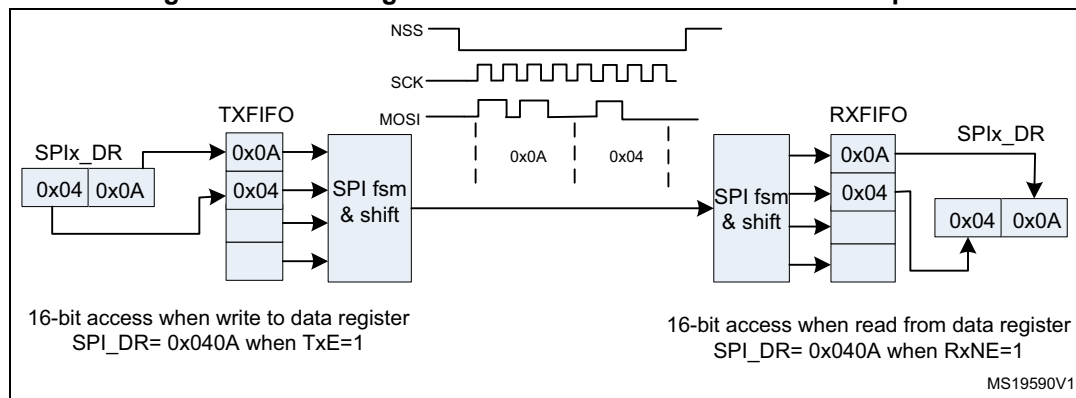 NSS
SCK
MOSI
TXFIFO
RXFIFO
SPIx_DR
SPIx_DR
0x04 0x0A
0x0A
0x04
SPI fsm
& shift
0x0A
0x04
SPI fsm
& shift
0x0A
0x04
0x04 0x0A
16-bit access when write to data register
SPI_DR= 0x040A when TxE=1
16-bit access when read from data register
SPI_DR= 0x040A when RxNE=1
MS19590V1